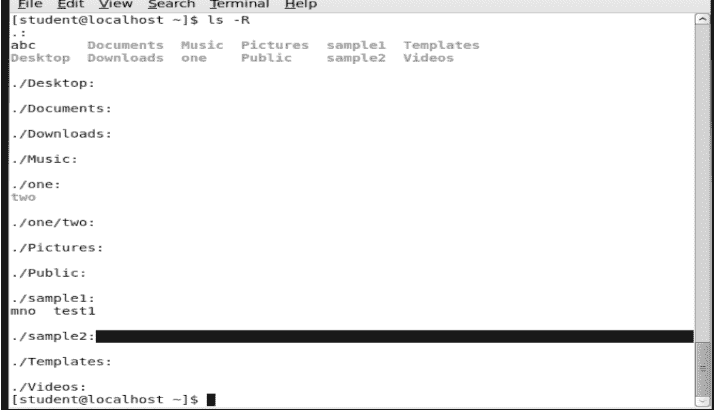 File Edit View Search Terminal Help
[student@localhost ~]$ ls -R
.:
abc Documents Music Pictures sample1 Templates
Desktop Downloads one Public sample2 Videos
./Desktop:
./Documents:
./Downloads:
./Music:
./one:
two
./one/two:
./Pictures:
./Public:
./sample1:
mno test1
./sample2:
./Templates:
./Videos:
[student@localhost ~]$